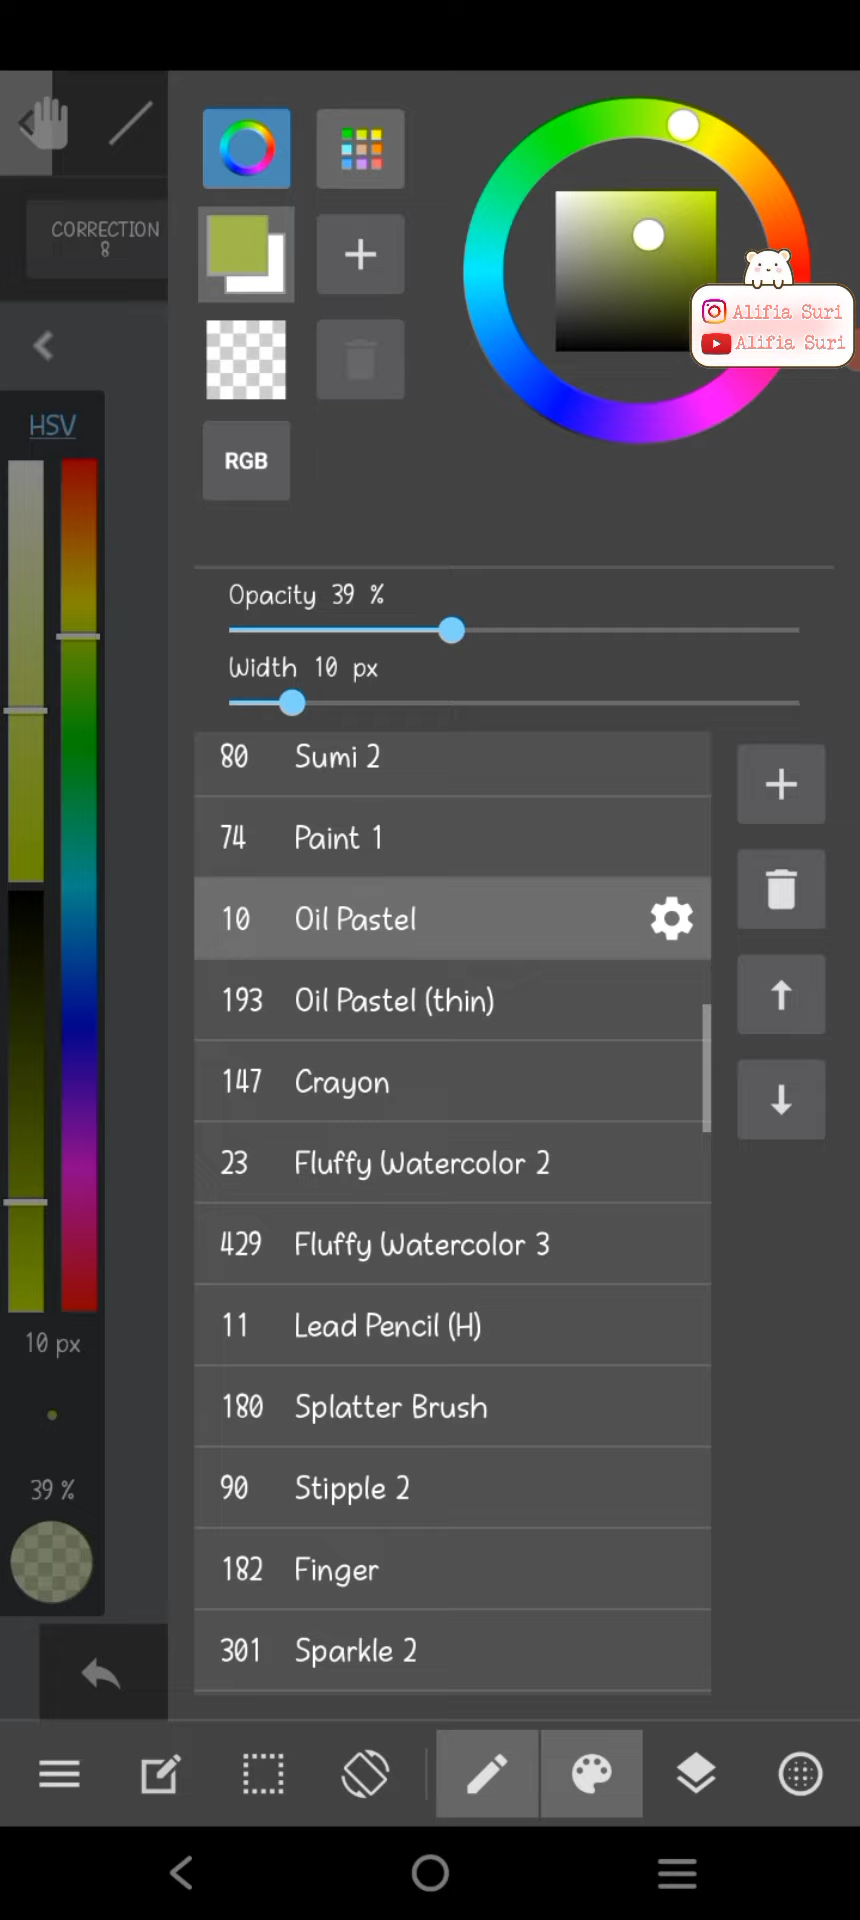 CORRECTION
8
Alifia Suri
Alifia Suri
HSV
RGB
Opacity 39 %
Width 10 px
80 Sumi 2
74 Paint 1
10 Oil Pastel
193 Oil Pastel (thin)
147 Crayon
23 Fluffy Watercolor 2
429 Fluffy Watercolor 3
11 Lead Pencil (H)
180 Splatter Brush
90 Stipple 2
182 Finger
301 Sparkle 2
10 px
39 %